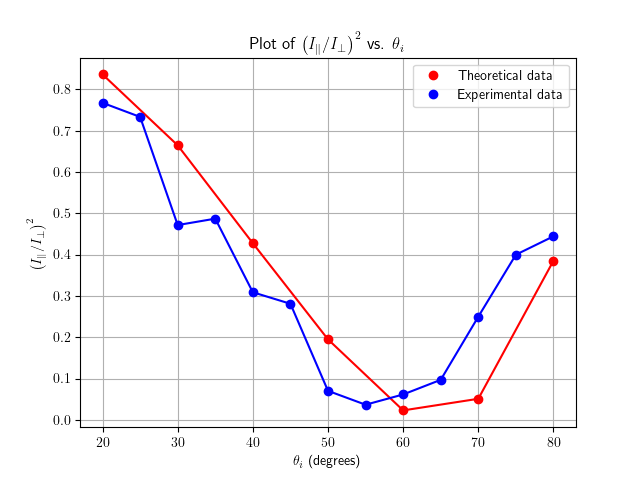 Plot of (I∥/I⊥)² vs. θᵢ
Theoretical data
Experimental data
(I∥/I⊥)²
0.8
0.7
0.6
0.5
0.4
0.3
0.2
0.1
0.0
20 30 40 50 60 70 80
θᵢ (degrees)